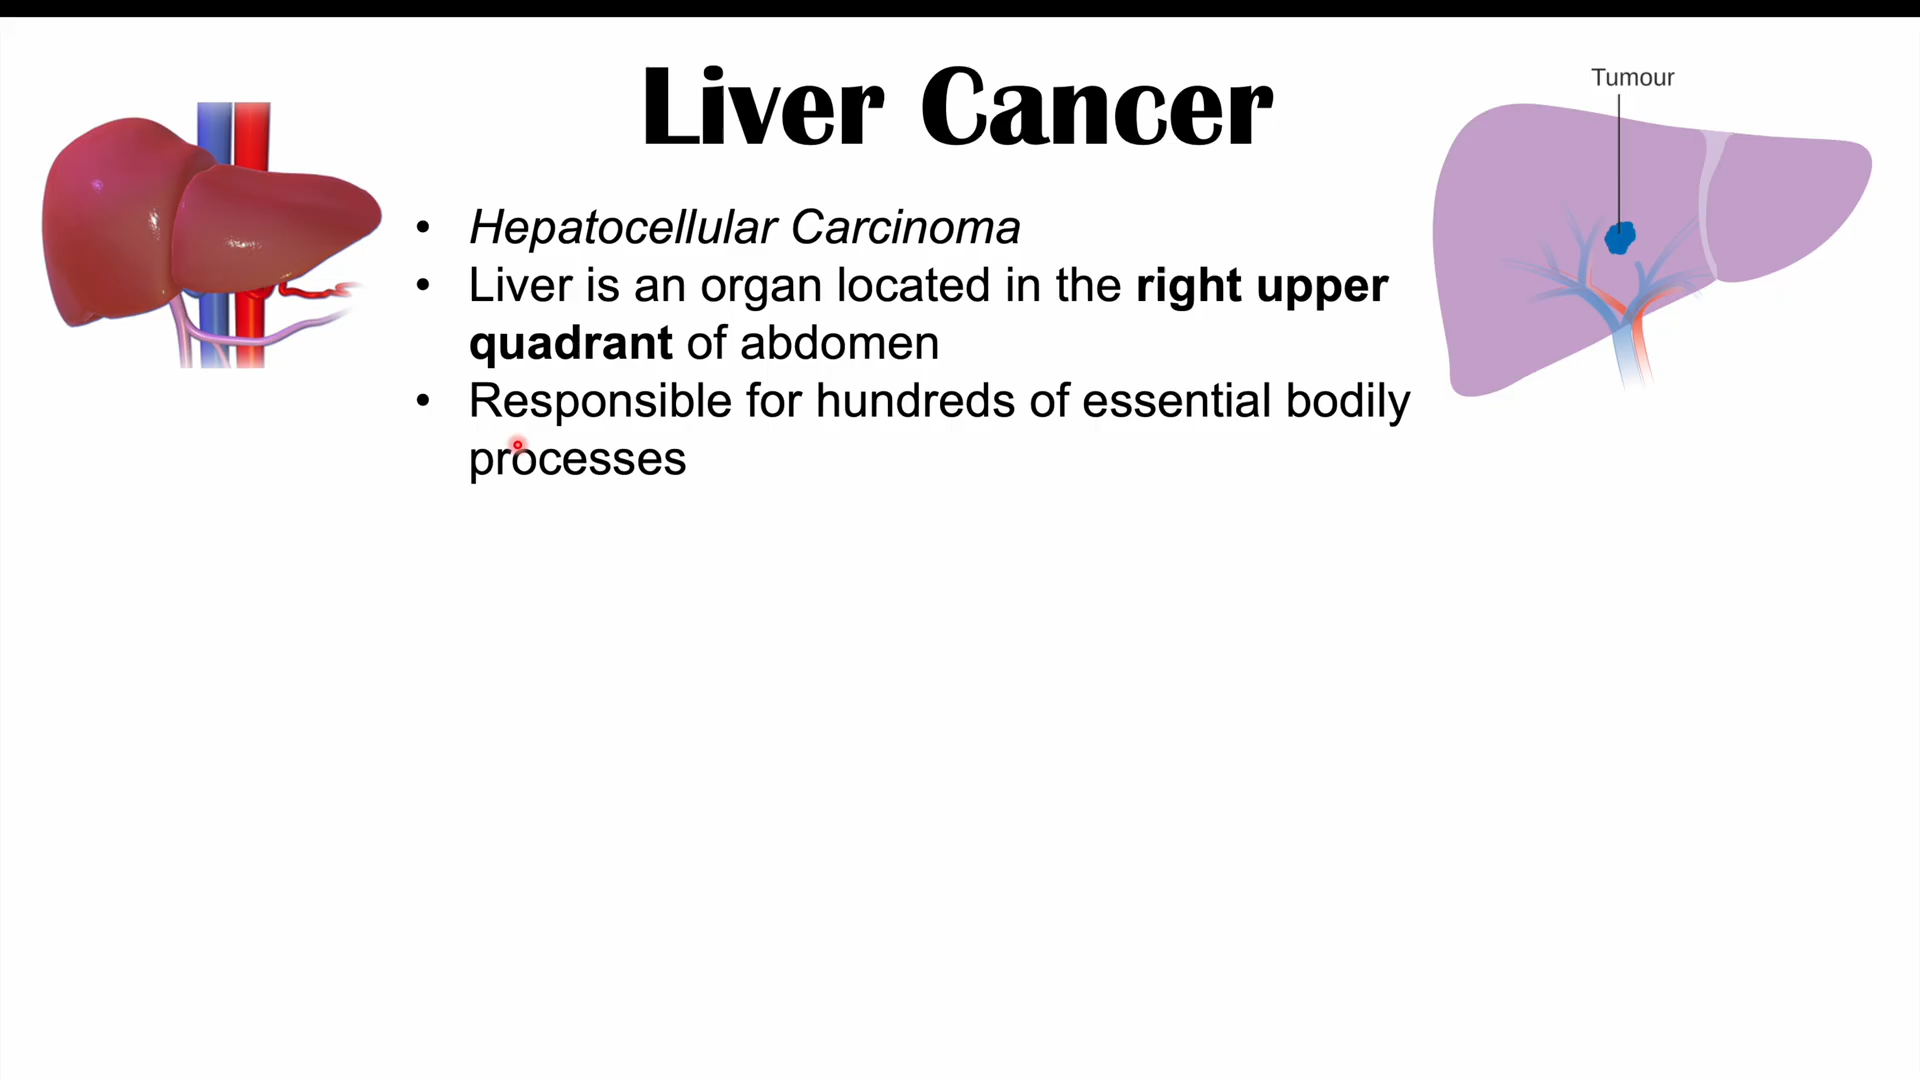 Liver Cancer
Tumour
• Hepatocellular Carcinoma
• Liver is an organ located in the right upper
quadrant of abdomen
• Responsible for hundreds of essential bodily
processes